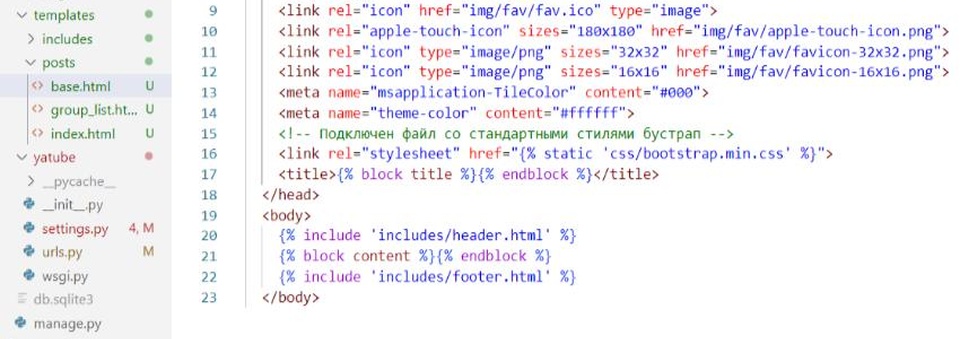 templates
includes
posts
base.html U
group_list.ht... U
index.html U
yatube
__pycache__
__init__.py
settings.py 4, M
urls.py M
wsgi.py
db.sqlite3
manage.py
9 <link rel="icon" href="img/fav/fav.ico" type="image">
10 <link rel="apple-touch-icon" sizes="180x180" href="img/fav/apple-touch-icon.png">
11 <link rel="icon" type="image/png" sizes="32x32" href="img/fav/favicon-32x32.png">
12 <link rel="icon" type="image/png" sizes="16x16" href="img/fav/favicon-16x16.png">
13 <meta name="msapplication-TileColor" content="#000">
14 <meta name="theme-color" content="#ffffff">
15 <!-- Подключен файл со стандартными стилями бустрап -->
16 <link rel="stylesheet" href="{% static 'css/bootstrap.min.css' %}">
17 <title>{% block title %}{% endblock %}</title>
18 </head>
19 <body>
20 {% include 'includes/header.html' %}
21 {% block content %}{% endblock %}
22 {% include 'includes/footer.html' %}
23 </body>